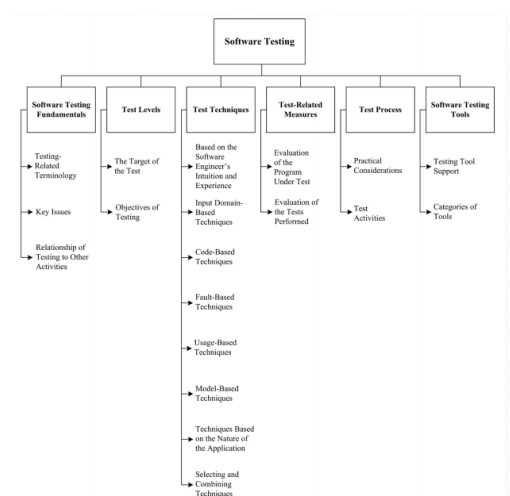 Software Testing
Software Testing
Fundamentals
Testing-
Related
Terminology
Key Issues
Relationship of
Testing to Other
Activities
Test Levels
The Target of
the Test
Objectives of
Testing
Test Techniques
Based on the
Software
Engineer's
Intuition and
Experience
Input Domain-
Based
Techniques
Code-Based
Techniques
Fault-Based
Techniques
Usage-Based
Techniques
Model-Based
Techniques
Techniques Based
on the Nature of
the Application
Selecting and
Combining
Techniques
Test-Related
Measures
Evaluation
of the
Program
Under Test
Evaluation of
the Tests
Performed
Test Process
Practical
Considerations
Test
Activities
Software Testing
Tools
Testing Tool
Support
Categories of
Tools